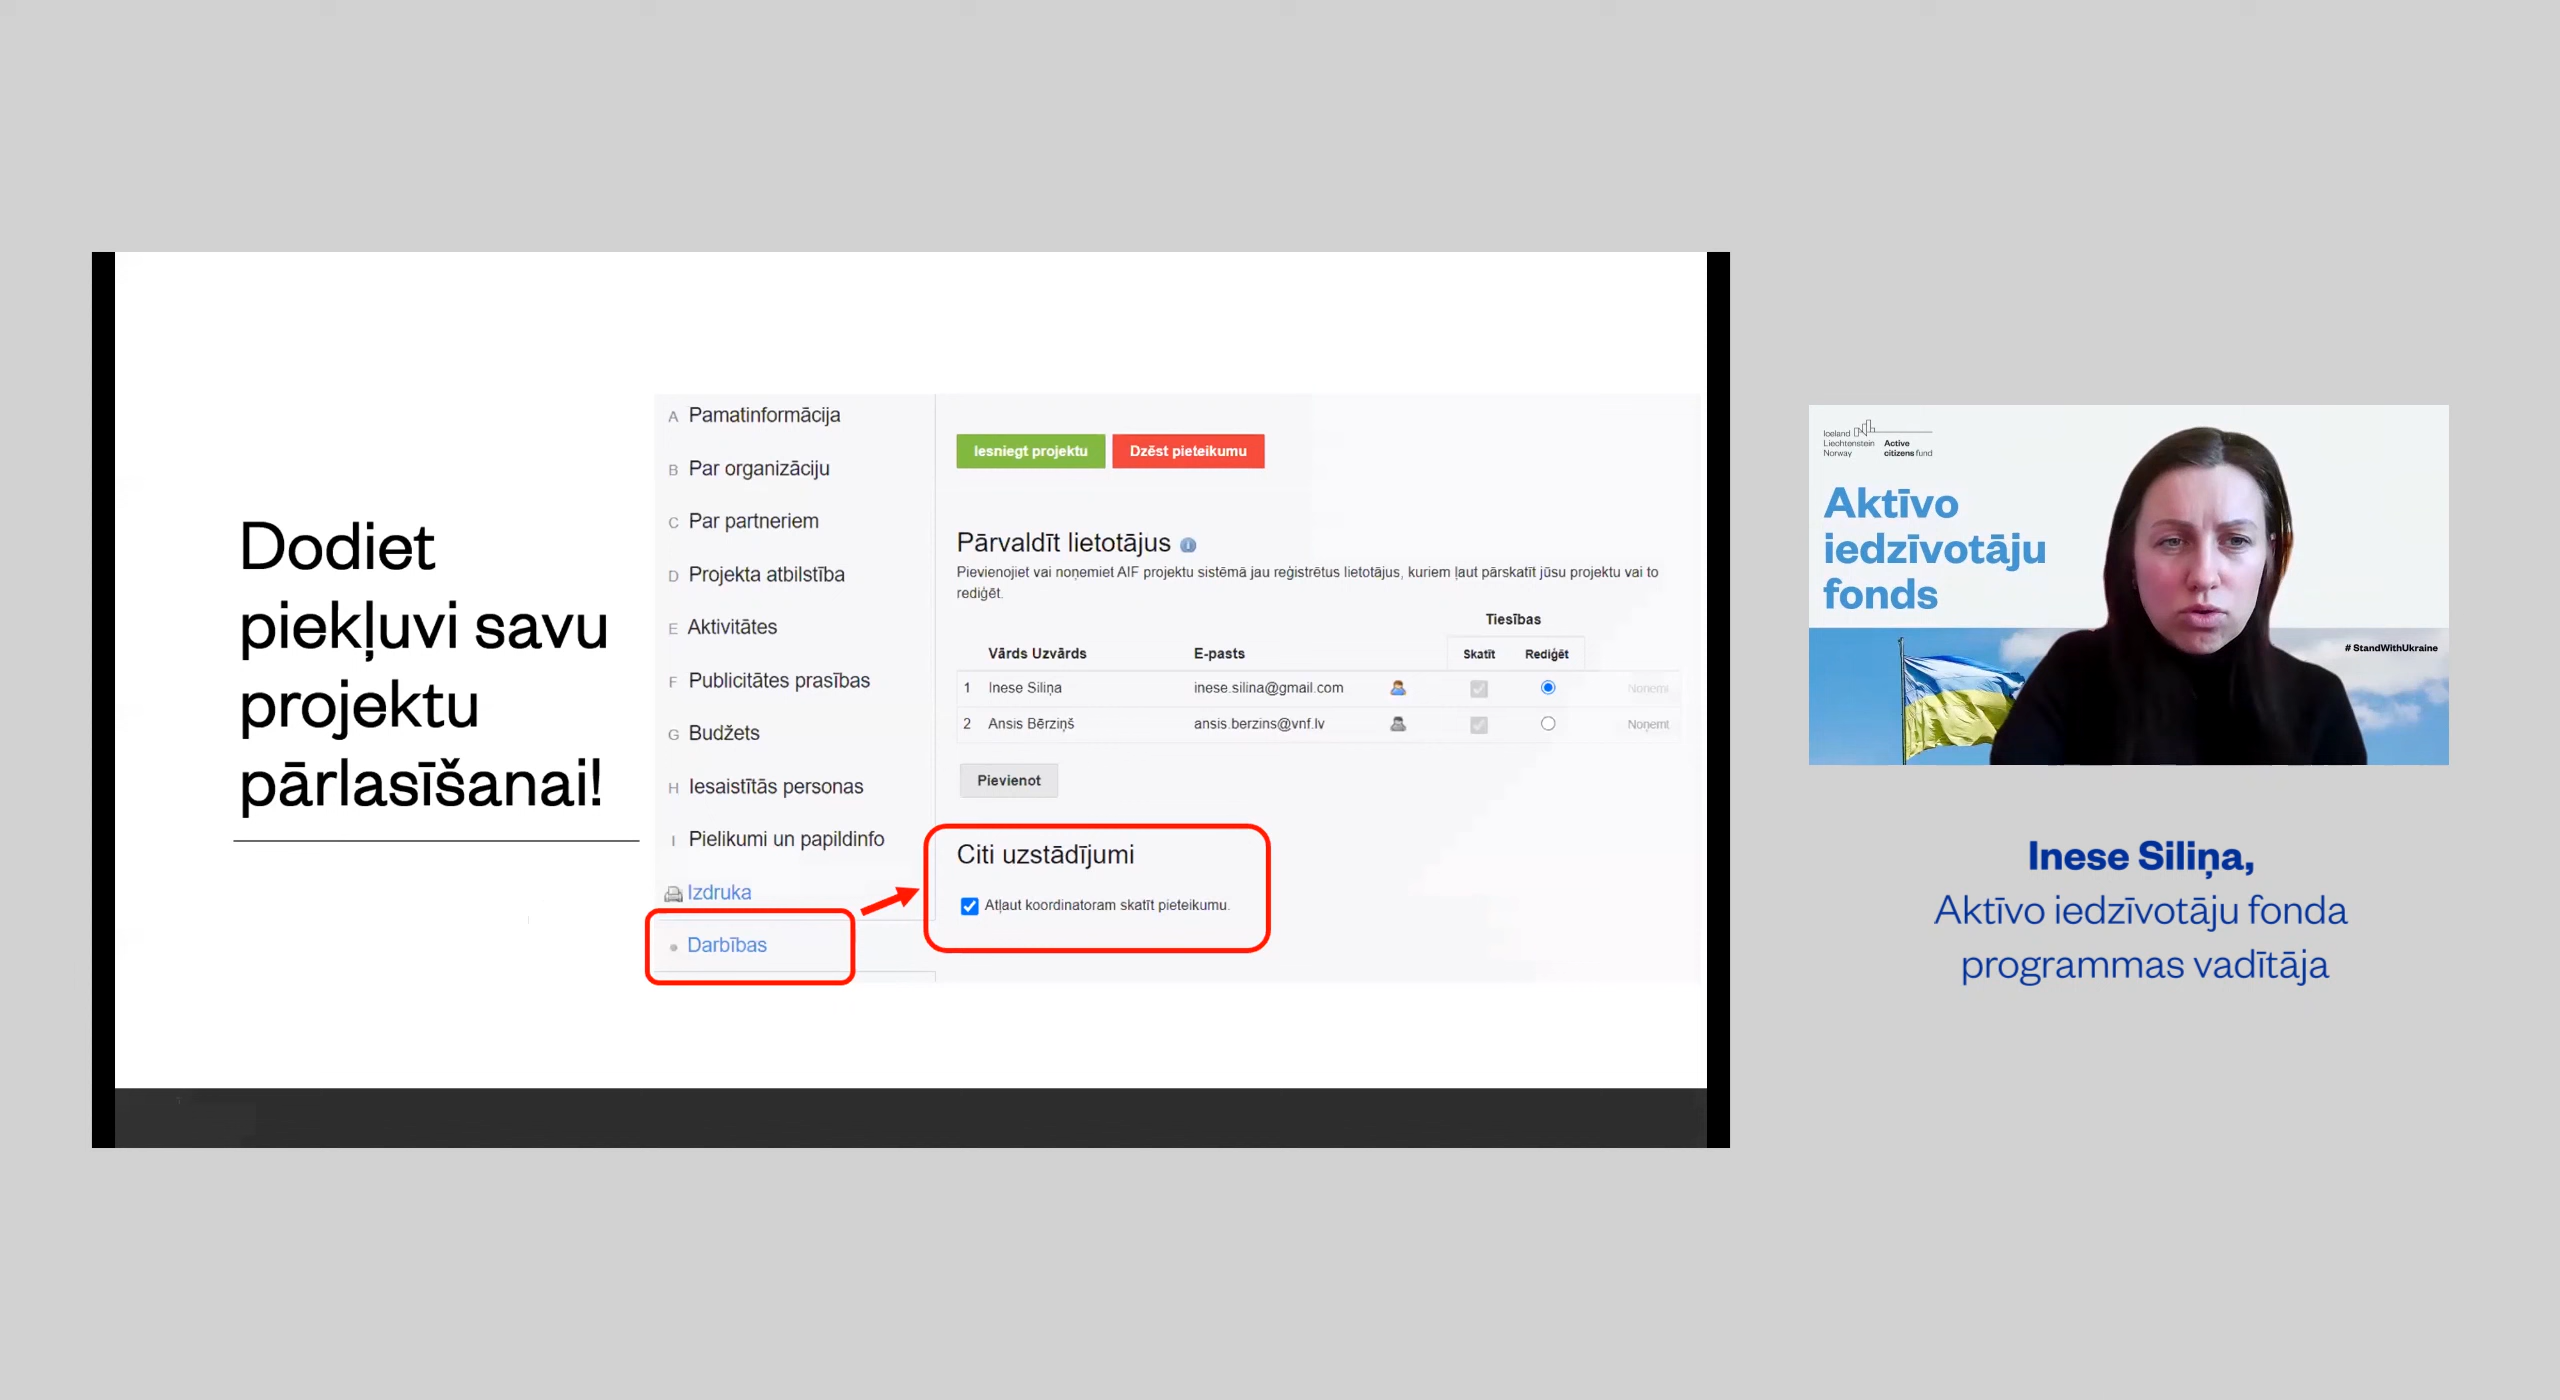 Dodiet
piekļuvi savu
projektu
pārlasīšanai!
A Pamatinformācija
B Par organizāciju
C Par partneriem
D Projekta atbilstība
E Aktivitātes
F Publicitātes prasības
G Budžets
H Iesaistītās personas
I Pielikumi un papildinfo
Izdruka
Darbības
Iesniegt projektu Dzēst pieteikumu
Pārvaldīt lietotājus
Pievienojiet vai noņemiet AIF projektu sistēmā jau reģistrētus lietotājus, kuriem ļaut pārskatīt jūsu projektu vai to
rediģēt.
Tiesības
Vārds Uzvārds E-pasts Skatīt Rediģēt
1 Inese Siliņa inese.silina@gmail.com Noņemt
2 Ansis Bērziņš ansis.berzins@vnf.lv Noņemt
Pievienot
Citi uzstādījumi
Atļaut koordinatoram skatīt pieteikumu.
Iceland
Liechtenstein Active
Norway citizens fund
Aktīvo
iedzīvotāju
fonds
# StandWithUkraine
Inese Siliņa,
Aktīvo iedzīvotāju fonda
programmas vadītāja